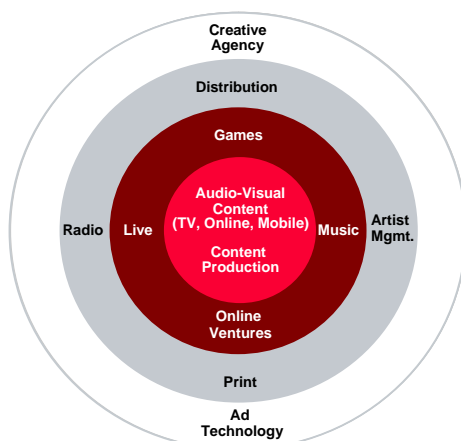 Creative
Agency
Distribution
Games
Audio-Visual
Content
(TV, Online, Mobile)
Content
Production
Radio
Live
Music
Artist
Mgmt.
Online
Ventures
Print
Ad
Technology